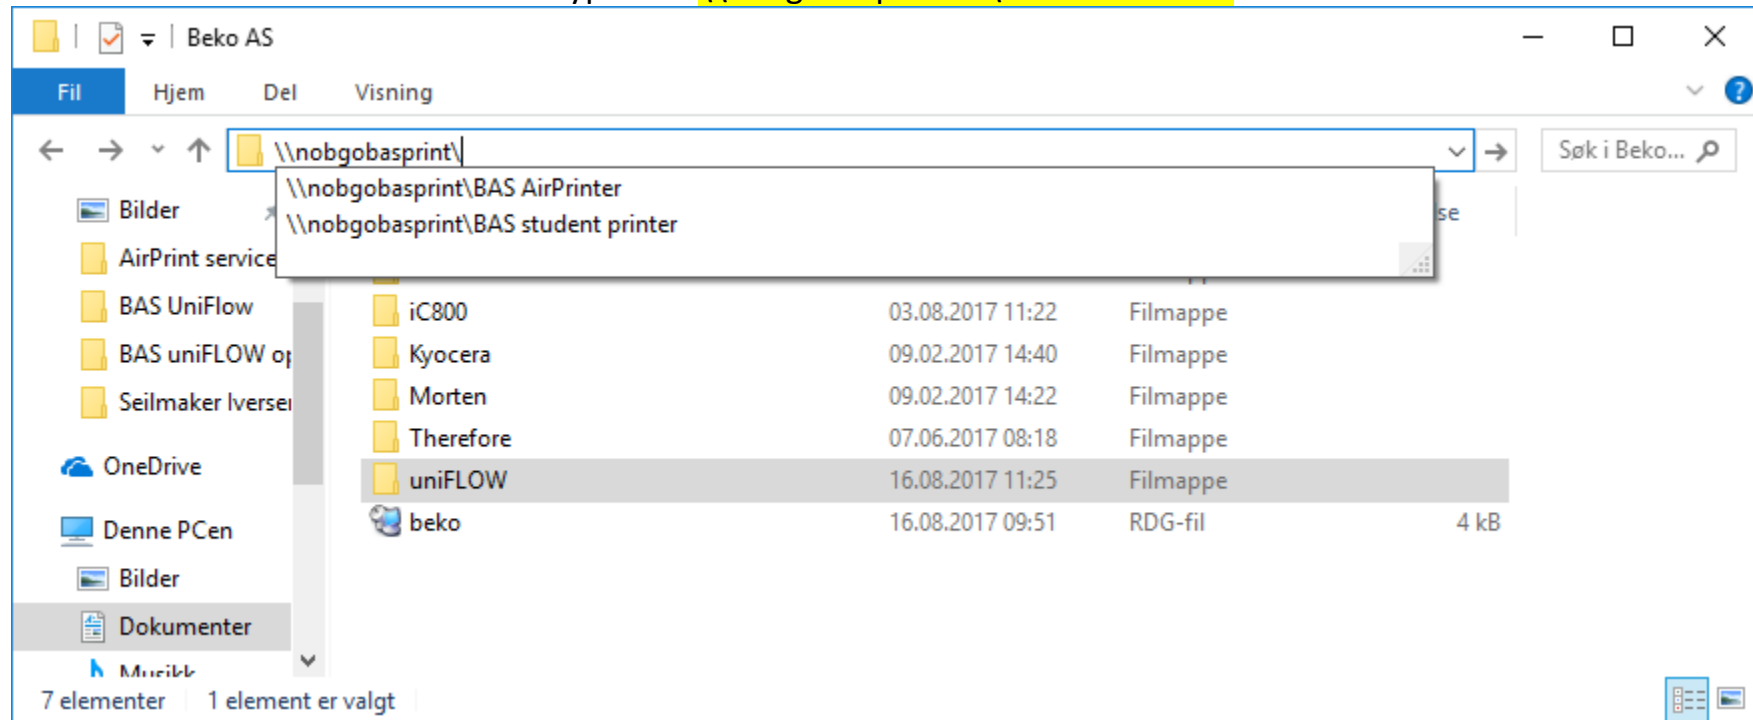 Beko AS
Fil Hjem Del Visning
\\nobgobasprint\
Søk i Beko...
\\nobgobasprint\BAS AirPrinter
\\nobgobasprint\BAS student printer
Bilder
se
AirPrint service
BAS UniFlow
iC800 03.08.2017 11:22 Filmappe
BAS uniFLOW op
Kyocera 09.02.2017 14:40 Filmappe
Seilmaker Iversen
Morten 09.02.2017 14:22 Filmappe
Therefore 07.06.2017 08:18 Filmappe
OneDrive
uniFLOW 16.08.2017 11:25 Filmappe
Denne PCen
beko 16.08.2017 09:51 RDG-fil 4 kB
Bilder
Dokumenter
Musikk
7 elementer 1 element er valgt